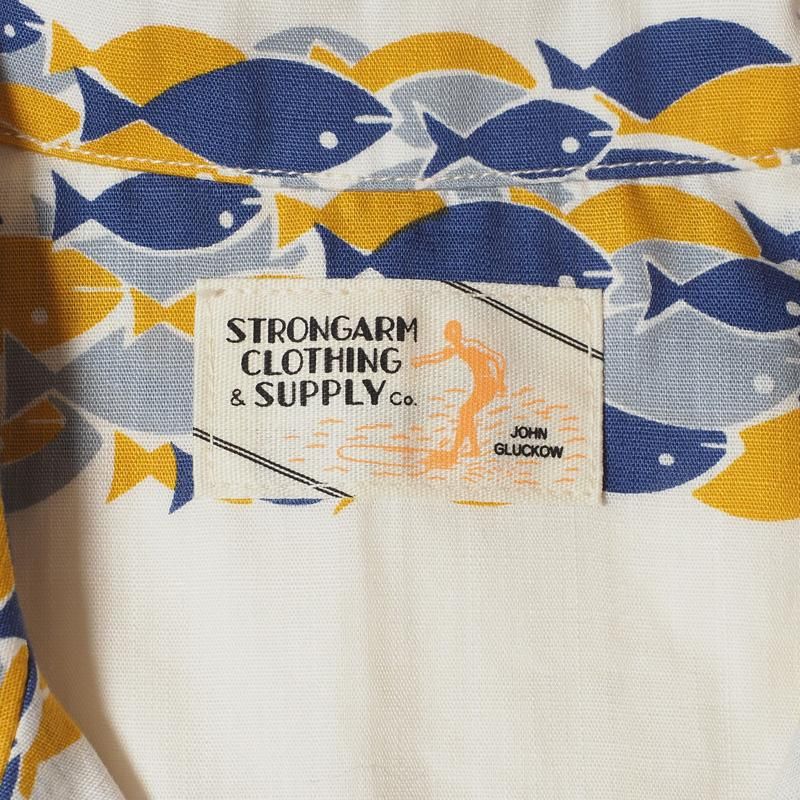 STRONGARM
CLOTHING
& SUPPLY Co.
JOHN
GLUCKOW